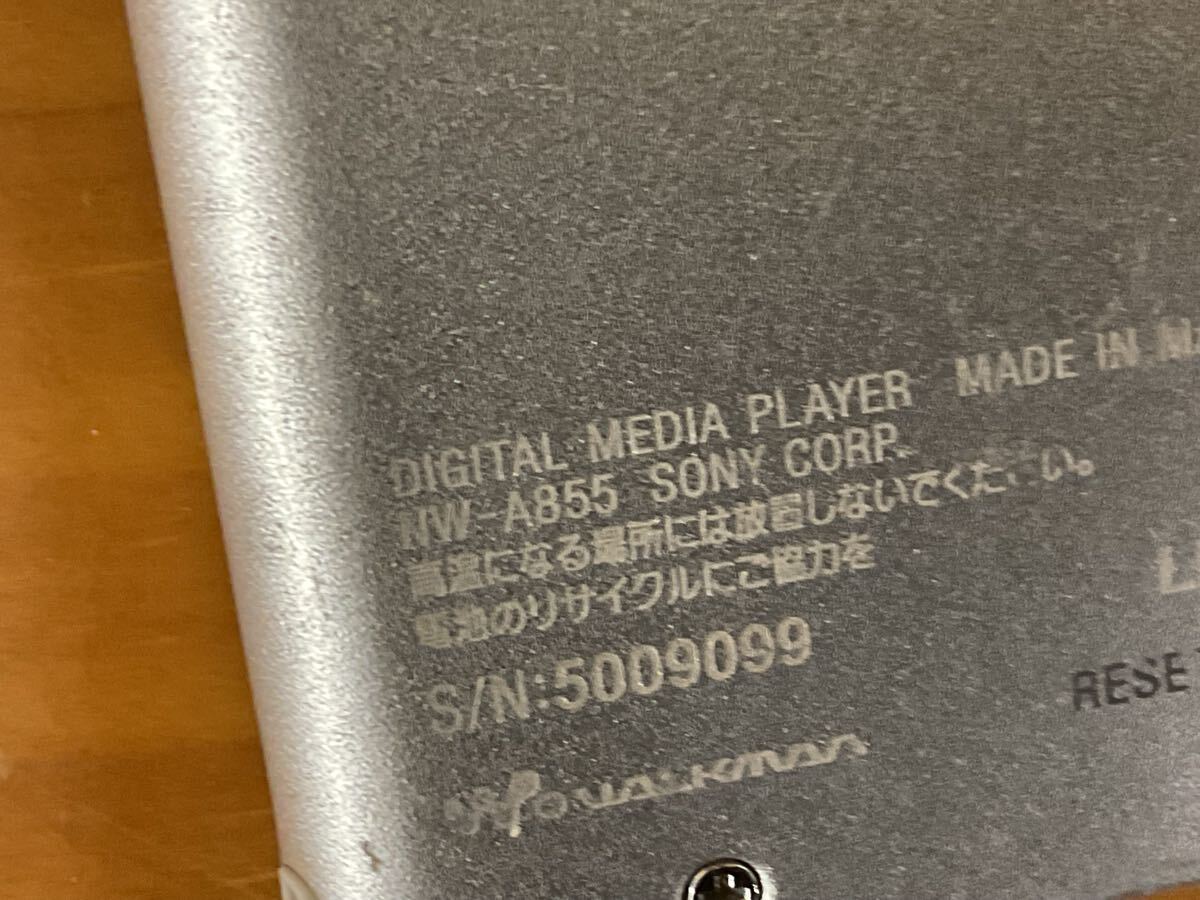 DIGITAL MEDIA PLAYER MADE IN MA
NW-A855 SONY CORP.
高温になる場所には放置しないでください。
電池のリサイクルにご協力を
S/N:5009099
RESET
WALKMAN